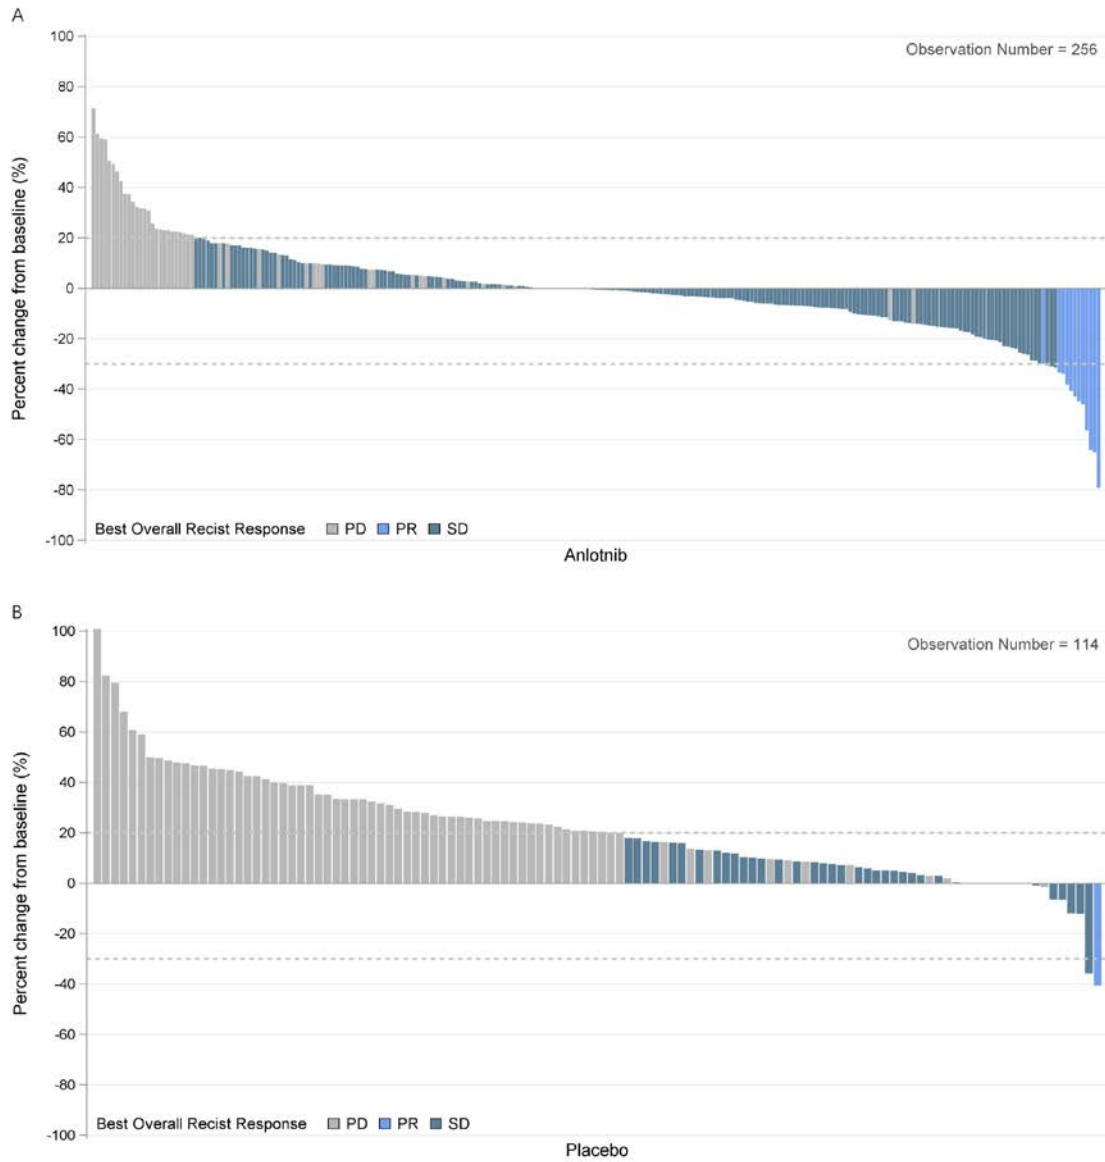 A
Observation Number = 256
Percent change from baseline (%)
100
80
60
40
20
0
-20
-40
-60
-80
-100
Best Overall Recist Response PD PR SD
Anlotnib
B
Observation Number = 114
Percent change from baseline (%)
100
80
60
40
20
0
-20
-40
-60
-80
-100
Best Overall Recist Response PD PR SD
Placebo